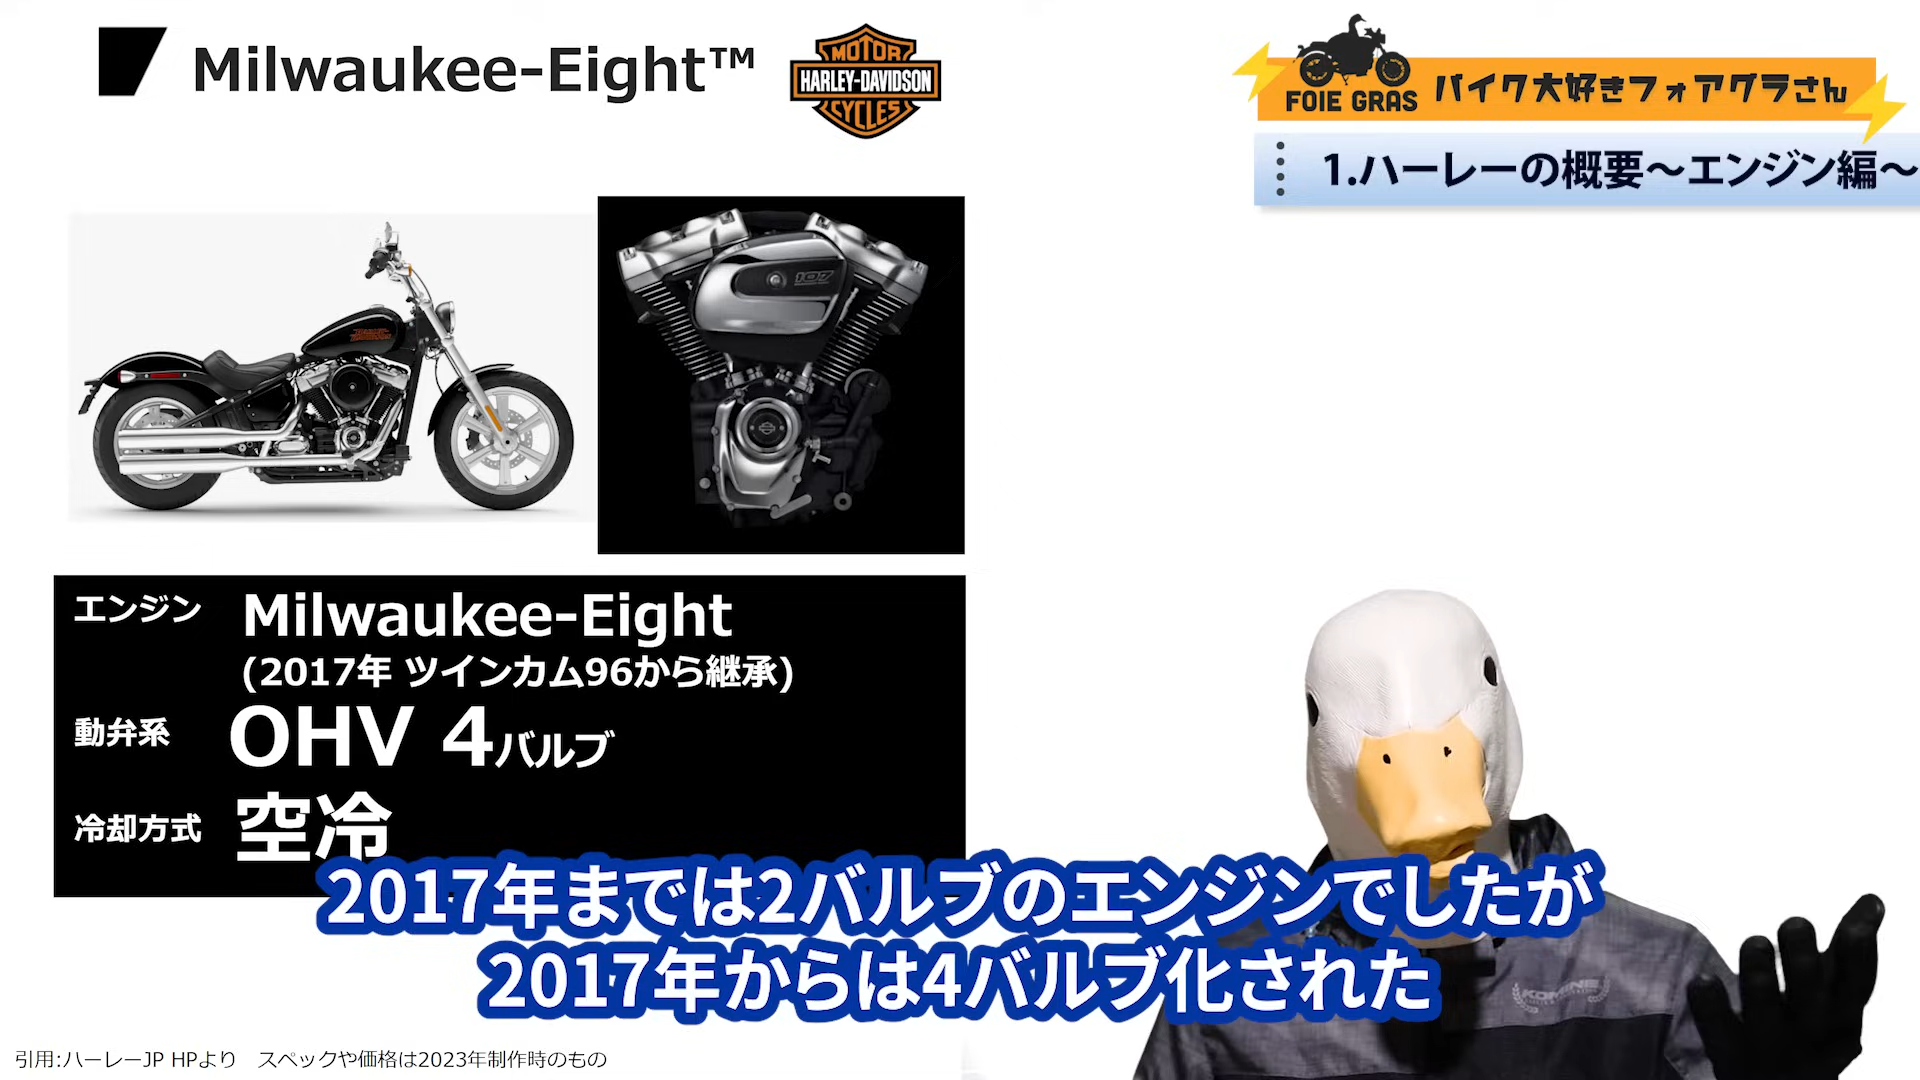 Milwaukee-Eight™
MOTOR
HARLEY-DAVIDSON
CYCLES
FOIE GRAS
バイク大好きフォアグラさん
1.ハーレーの概要～エンジン編～
107
エンジン
Milwaukee-Eight
(2017年 ツインカム96から継承)
動弁系
OHV 4バルブ
冷却方式
空冷
2017年までは2バルブのエンジンでしたが
2017年からは4バルブ化された
KOMINE
引用:ハーレーJP HPより　スペックや価格は2023年制作時のもの